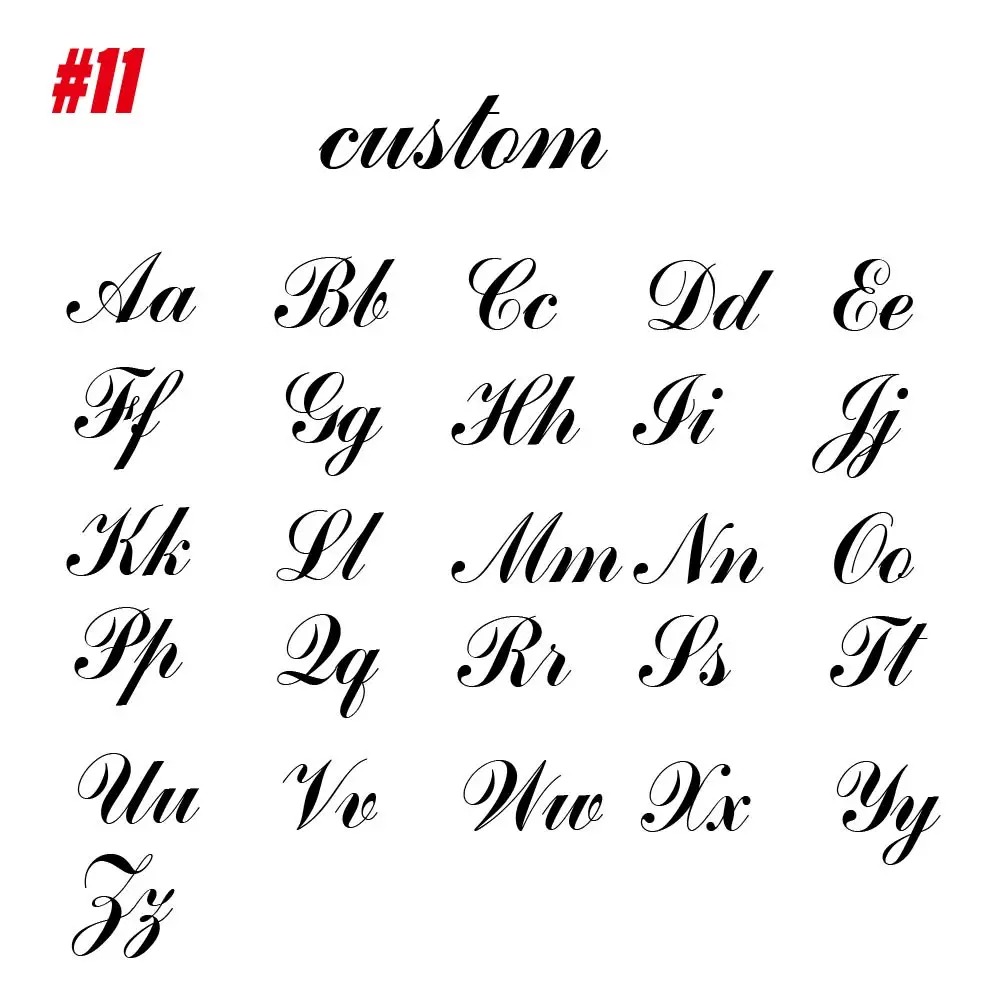 #11
custom
Aa Bb Cc Dd Ee
Ff Gg Hh Ii Jj
Kk Ll Mm Nn Oo
Pp Qq Rr Ss Tt
Uu Vv Ww Xx Yy
Zz